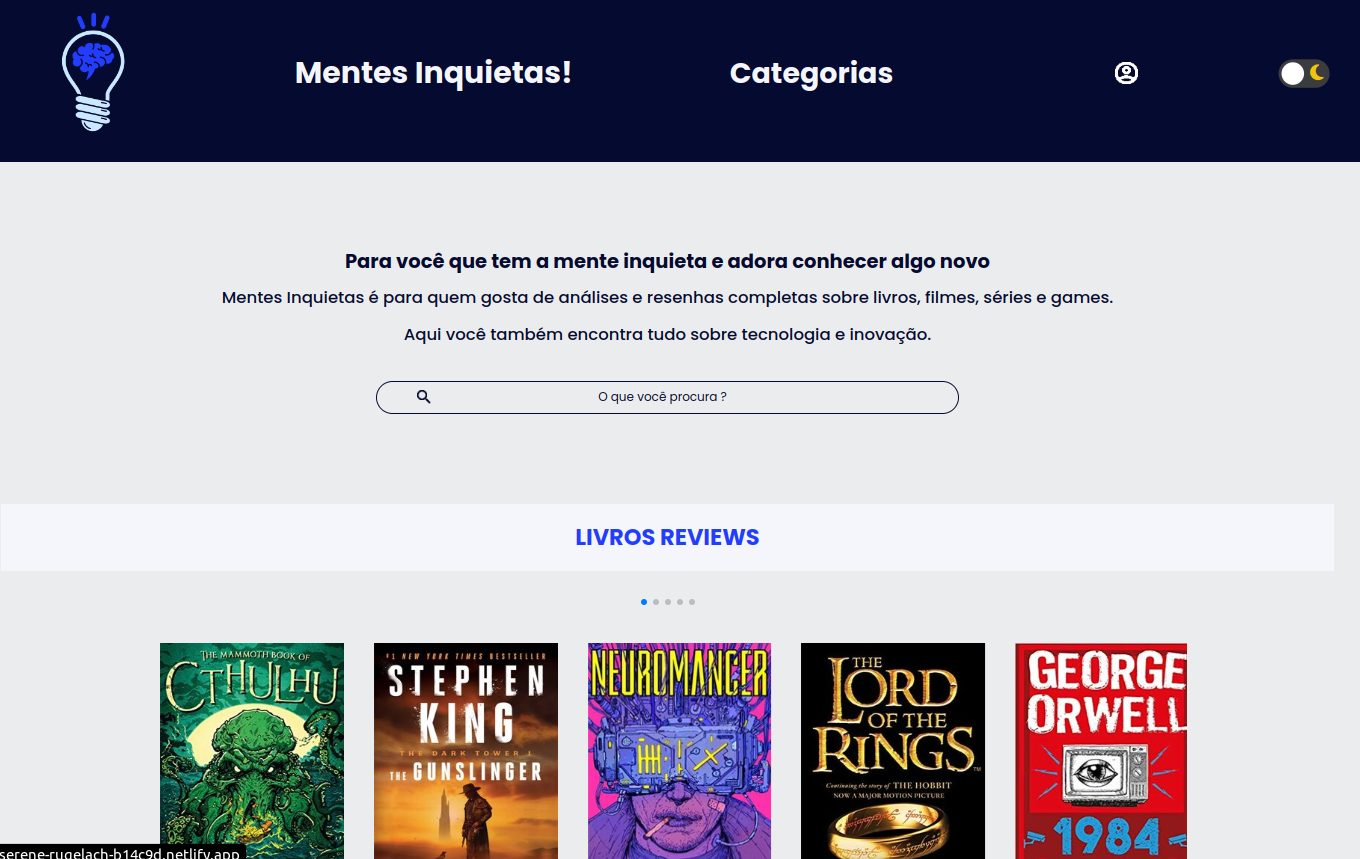 Mentes Inquietas!
Categorias
Para você que tem a mente inquieta e adora conhecer algo novo
Mentes Inquietas é para quem gosta de análises e resenhas completas sobre livros, filmes, séries e games.
Aqui você também encontra tudo sobre tecnologia e inovação.
O que você procura ?
LIVROS REVIEWS
THE MAMMOTH BOOK OF
CTHULHU
#1 NEW YORK TIMES BESTSELLER
STEPHEN
KING
THE DARK TOWER I
THE GUNSLINGER
NEUROMANCER
THE
LORD
OF THE
RINGS™
Continuing the story of THE HOBBIT
NOW A MAJOR MOTION PICTURE
GEORGE
ORWELL
1984
serene-rugelach-b14c9d.netlify.app